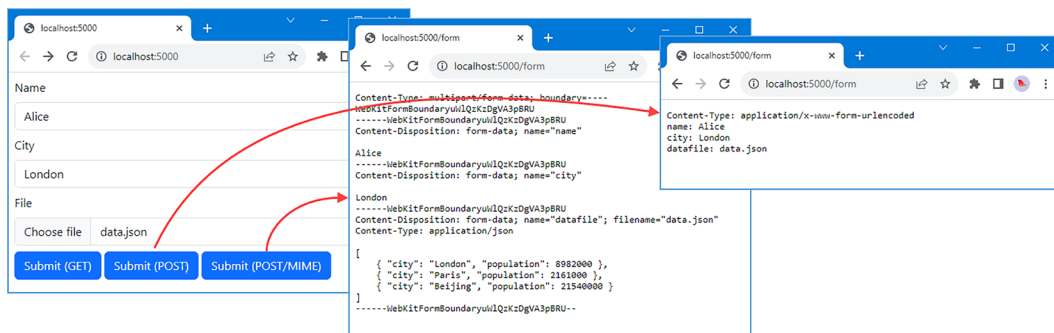 localhost:5000
localhost:5000
Name
Alice
City
London
File
Choose file data.json
Submit (GET) Submit (POST) Submit (POST/MIME)
localhost:5000/form
localhost:5000/form
Content-Type: multipart/form-data; boundary=----
WebKitFormBoundaryuWlQzKzDgVA3pBRU
------WebKitFormBoundaryuWlQzKzDgVA3pBRU
Content-Disposition: form-data; name="name"
Alice
------WebKitFormBoundaryuWlQzKzDgVA3pBRU
Content-Disposition: form-data; name="city"
London
------WebKitFormBoundaryuWlQzKzDgVA3pBRU
Content-Disposition: form-data; name="datafile"; filename="data.json"
Content-Type: application/json
[
{ "city": "London", "population": 8982000 },
{ "city": "Paris", "population": 2161000 },
{ "city": "Beijing", "population": 21540000 }
]
------WebKitFormBoundaryuWlQzKzDgVA3pBRU--
localhost:5000/form
localhost:5000/form
Content-Type: application/x-www-form-urlencoded
name: Alice
city: London
datafile: data.json